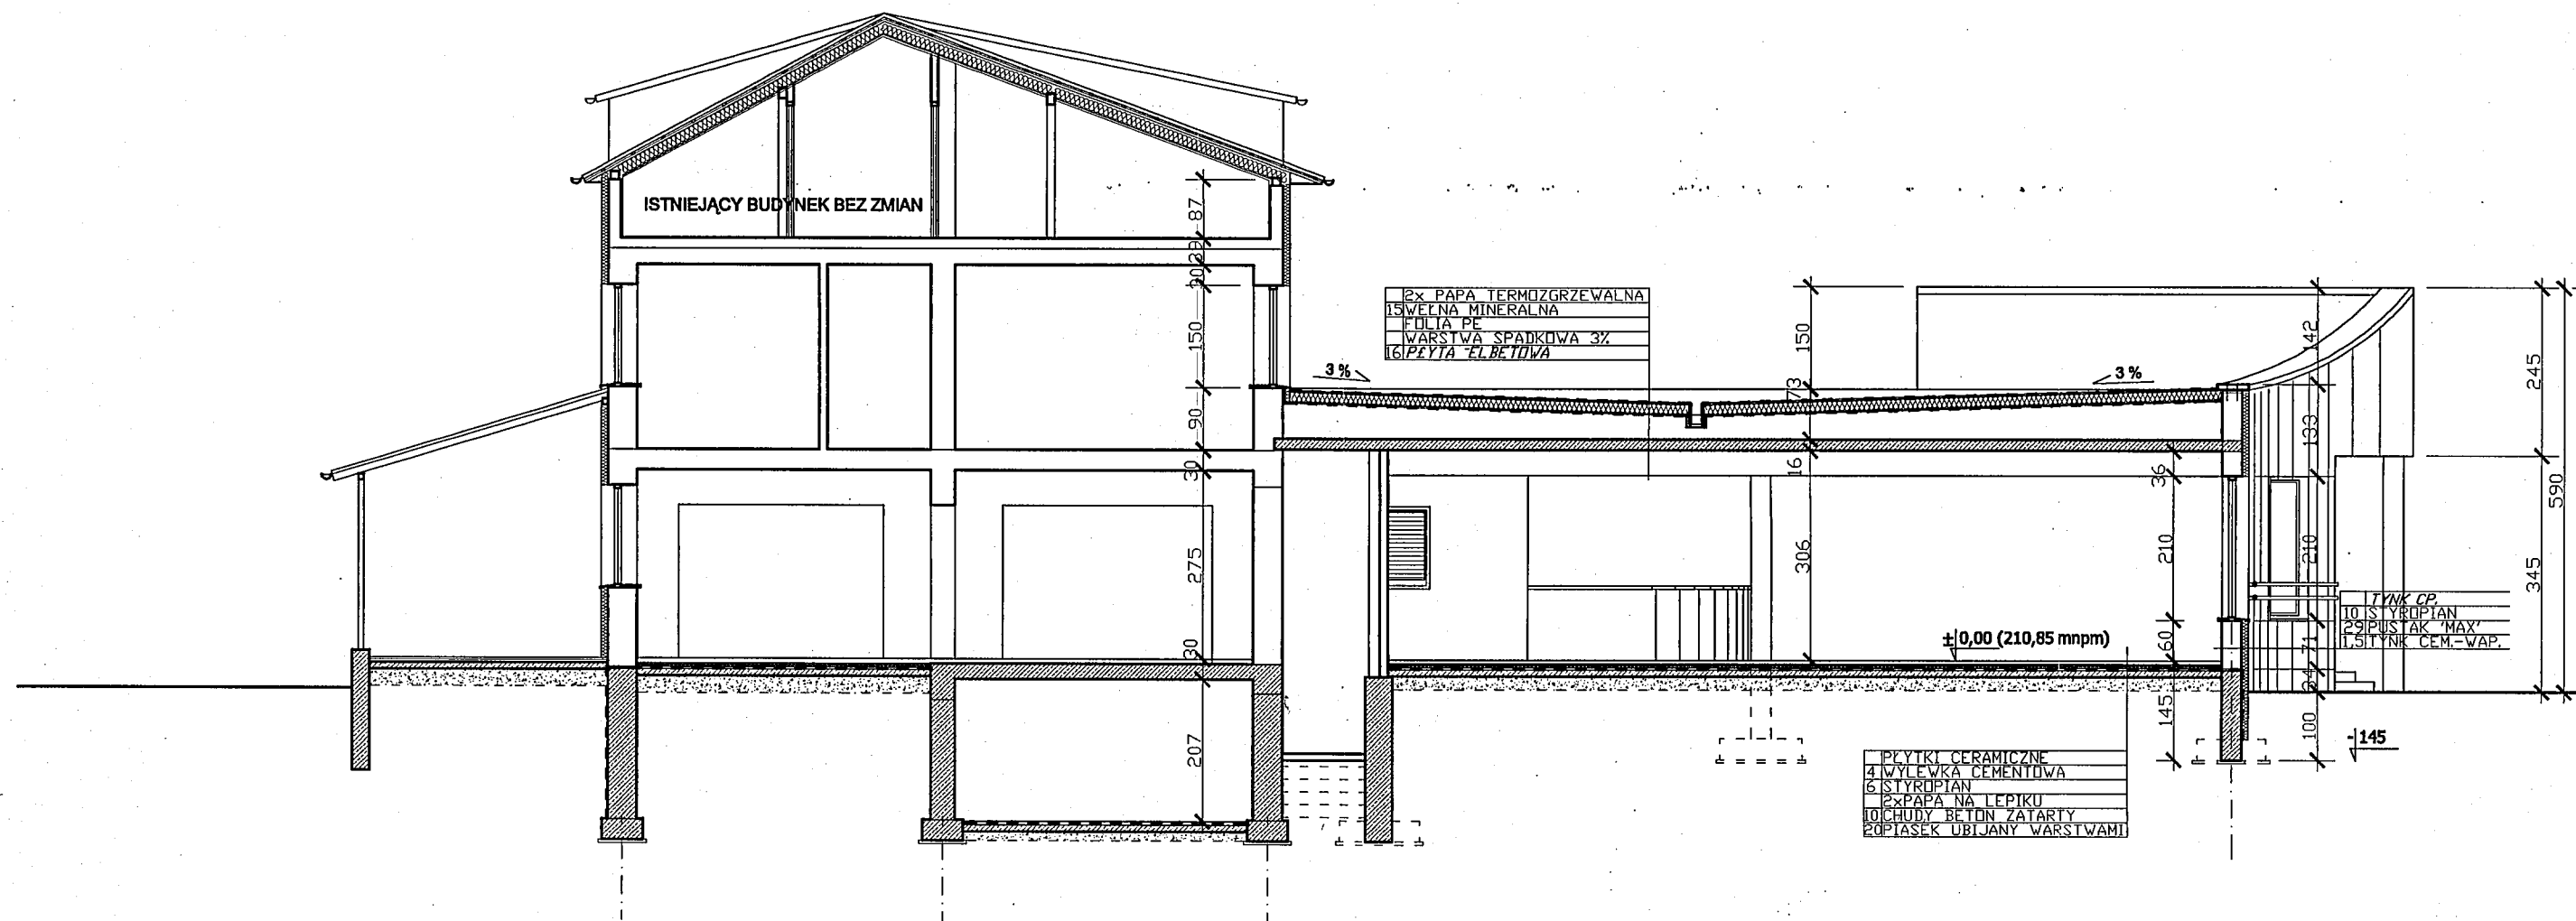 ISTNIEJĄCY BUDYNEK BEZ ZMIAN
87
150
90
30
275
30
207
2x PAPA TERMOZGRZEWALNA
15 WEŁNA MINERALNA
FOLIA PE
WARSTWA SPADKOWA 3%
16 PŁYTA ELBETOWA
3 %
3 %
150
73
16
306
36
210
60
145
±0,00 (210,85 mnpm)
142
133
210
71
34
100
245
345
590
-145
TYNK CP.
10 STYROPIAN
29 PUSTAK 'MAX'
1,5 TYNK CEM.-WAP.
PŁYTKI CERAMICZNE
4 WYLEWKA CEMENTOWA
6 STYROPIAN
2xPAPA NA LEPIKU
10 CHUDY BETON ZATARTY
20 PIASEK UBIJANY WARSTWAMI